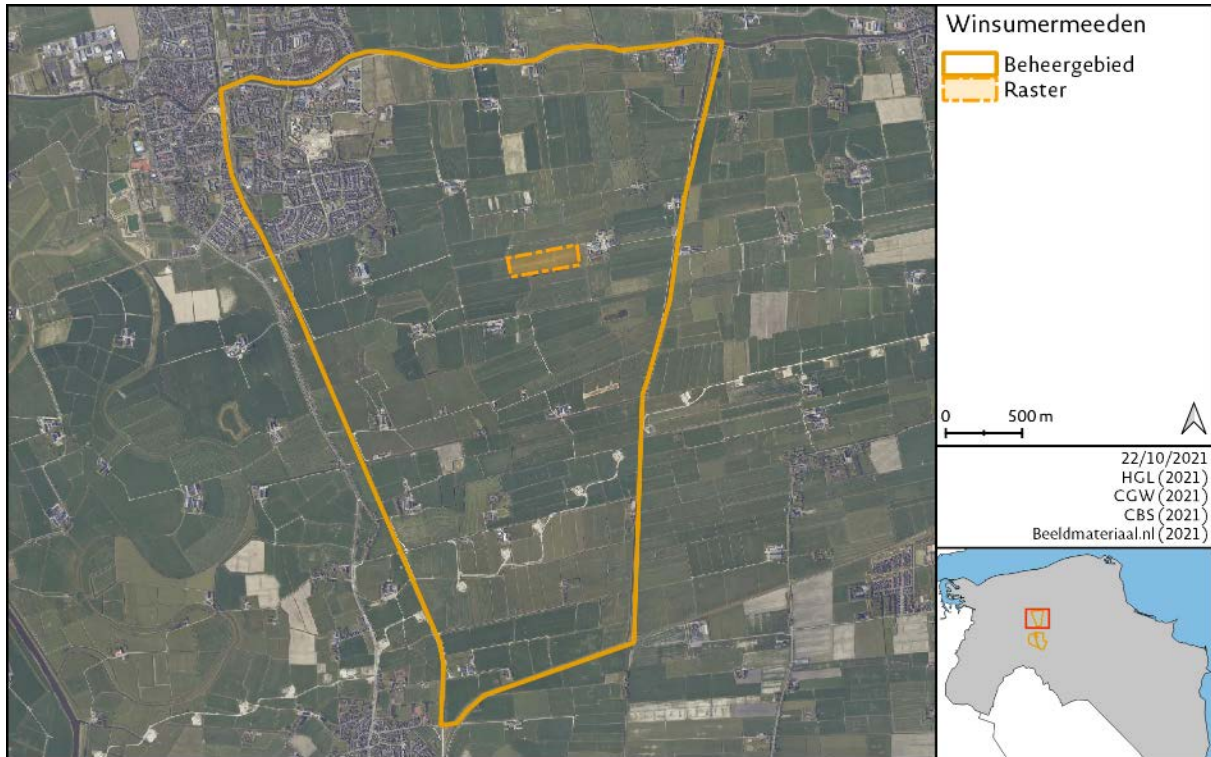 Winsumermeeden
Beheergebied
Raster
0 500 m
22/10/2021
HGL (2021)
CGW (2021)
CBS (2021)
Beeldmateriaal.nl (2021)